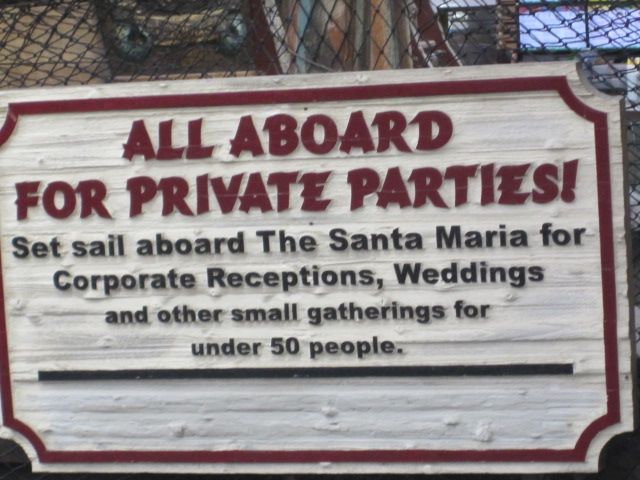 ALL ABOARD
FOR PRIVATE PARTIES!
Set sail aboard The Santa Maria for
Corporate Receptions, Weddings
and other small gatherings for
under 50 people.